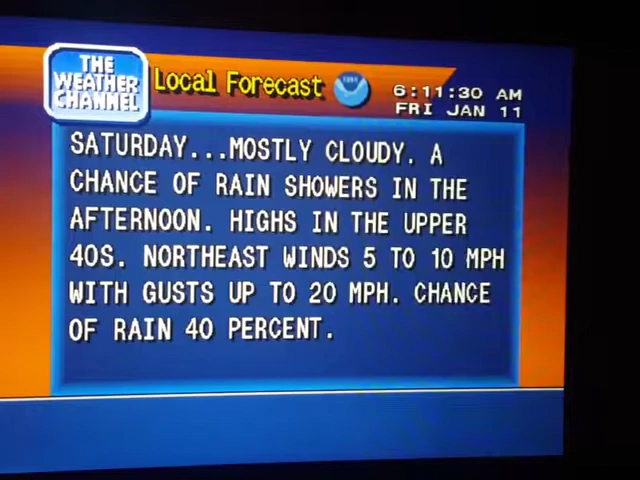 THE
WEATHER
CHANNEL
Local Forecast
6:11:30 AM
FRI JAN 11
SATURDAY...MOSTLY CLOUDY. A
CHANCE OF RAIN SHOWERS IN THE
AFTERNOON. HIGHS IN THE UPPER
40S. NORTHEAST WINDS 5 TO 10 MPH
WITH GUSTS UP TO 20 MPH. CHANCE
OF RAIN 40 PERCENT.